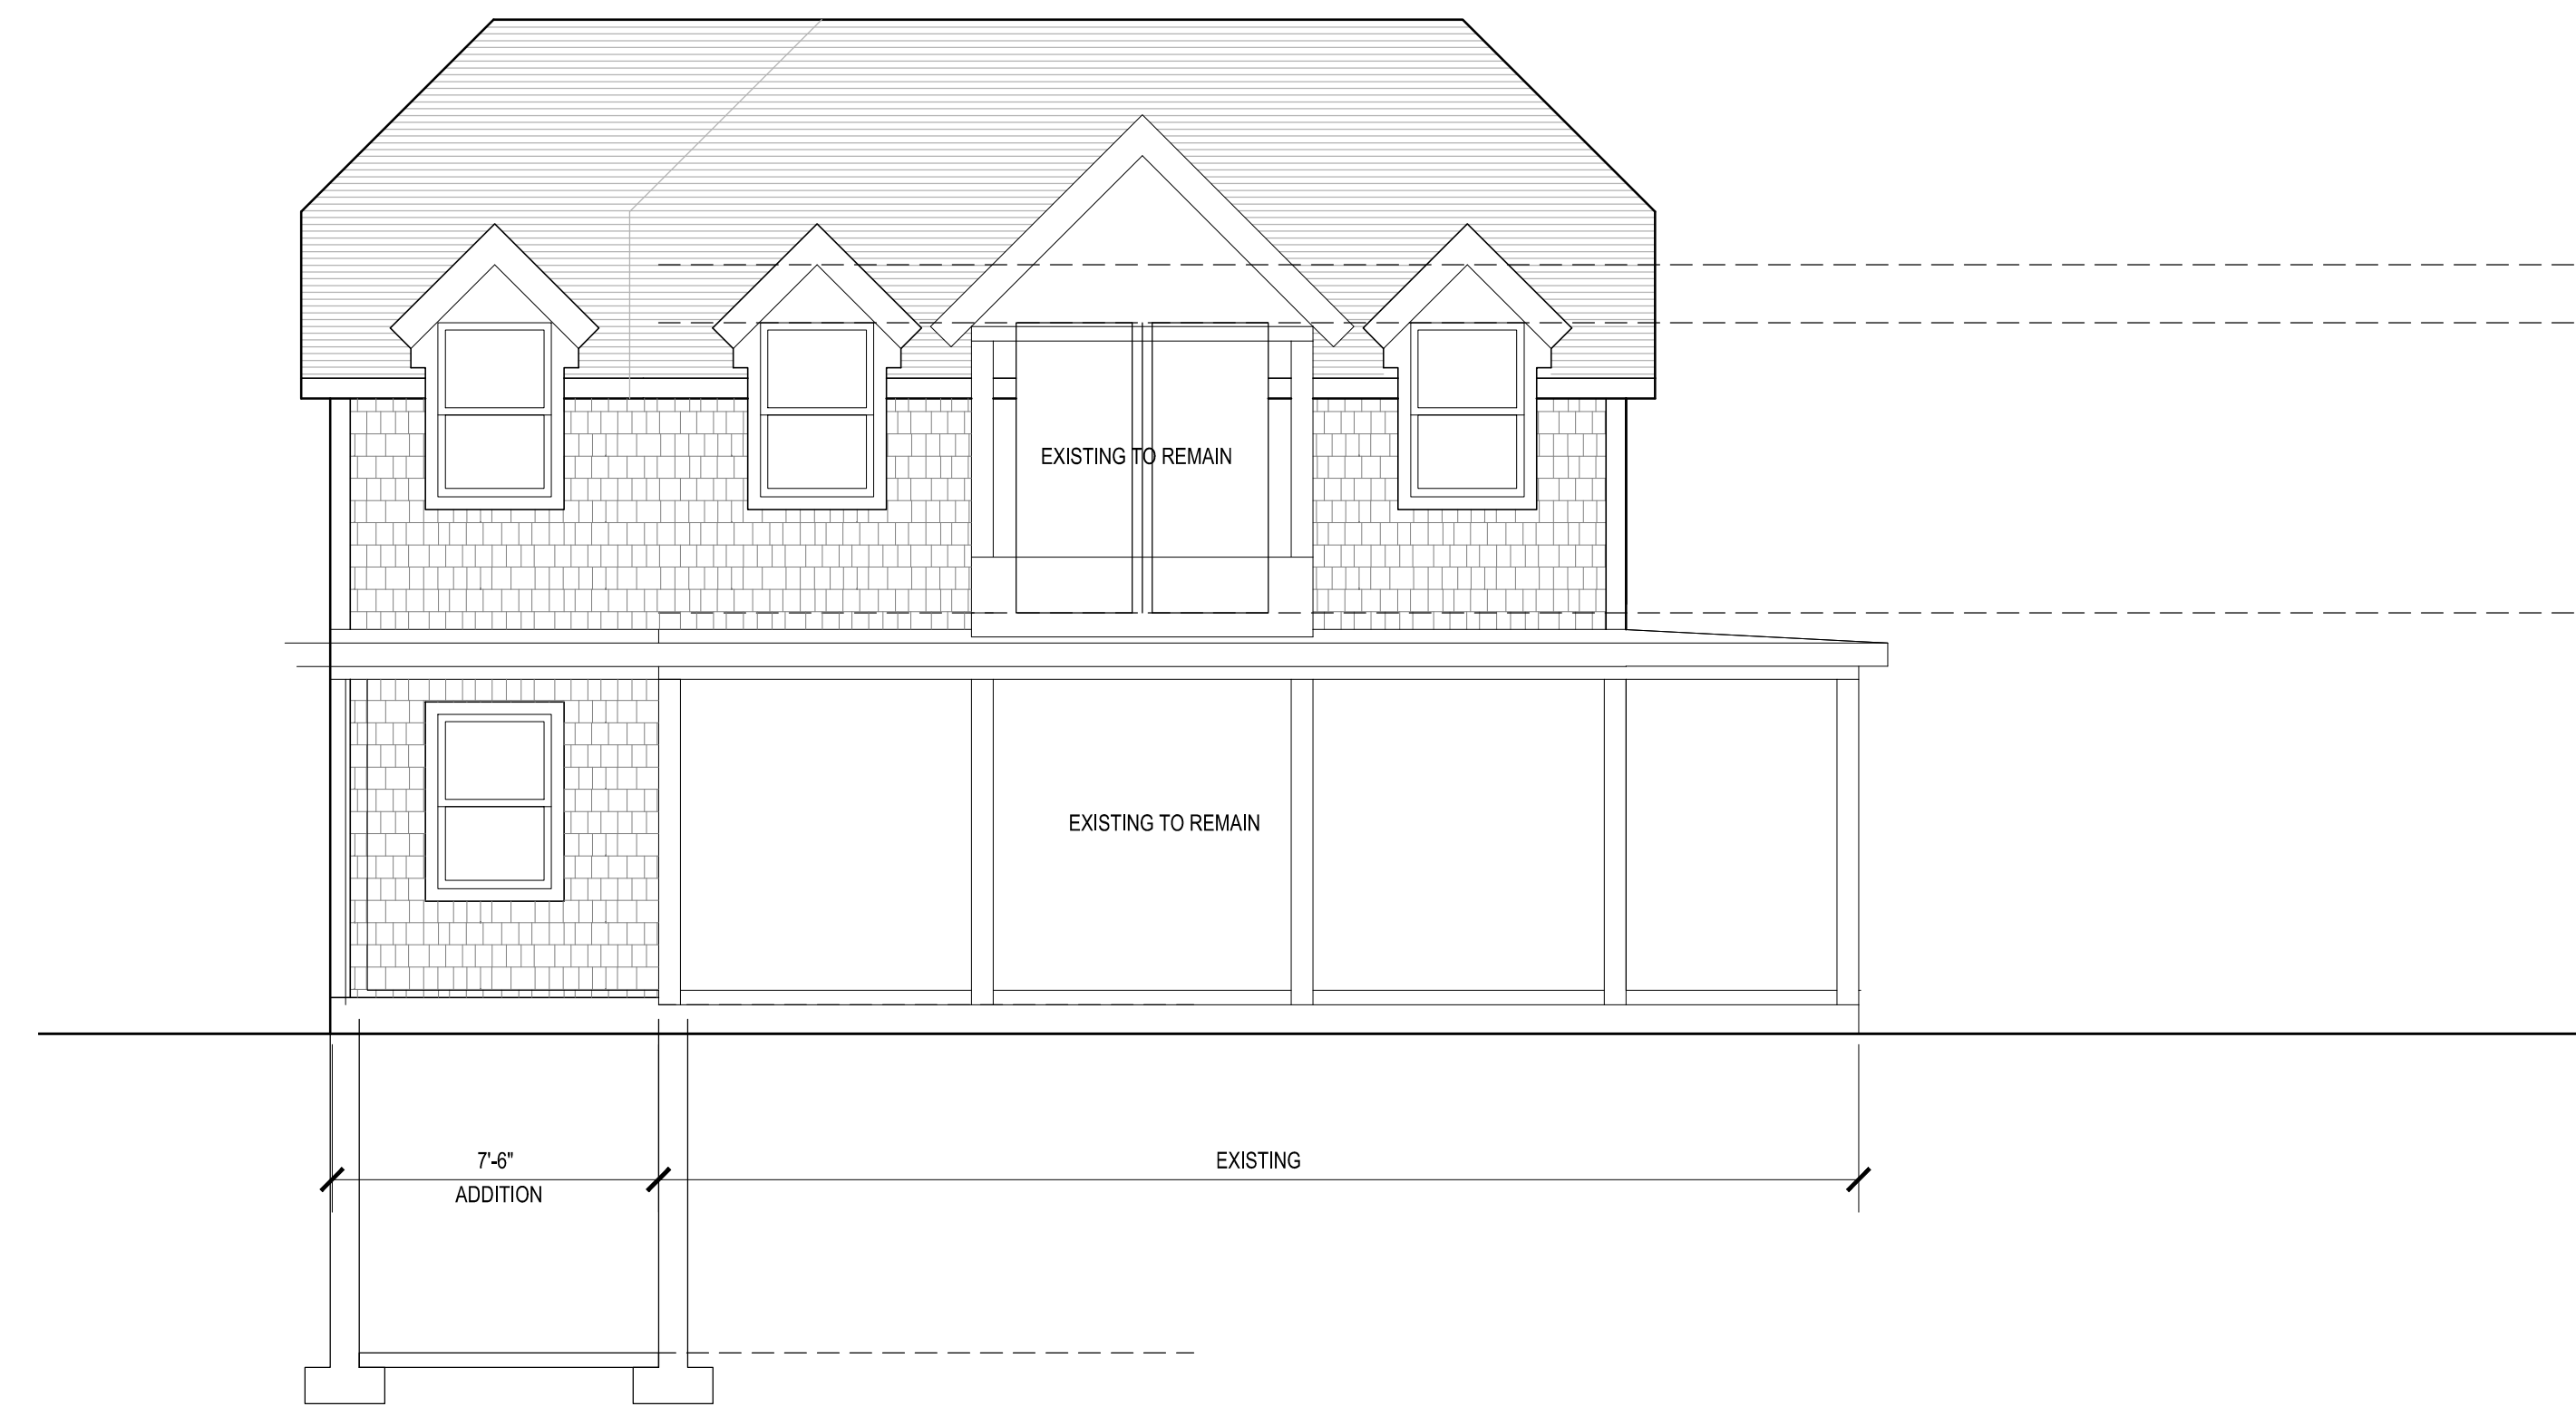 EXISTING TO REMAIN
EXISTING TO REMAIN
7'-6"
ADDITION
EXISTING